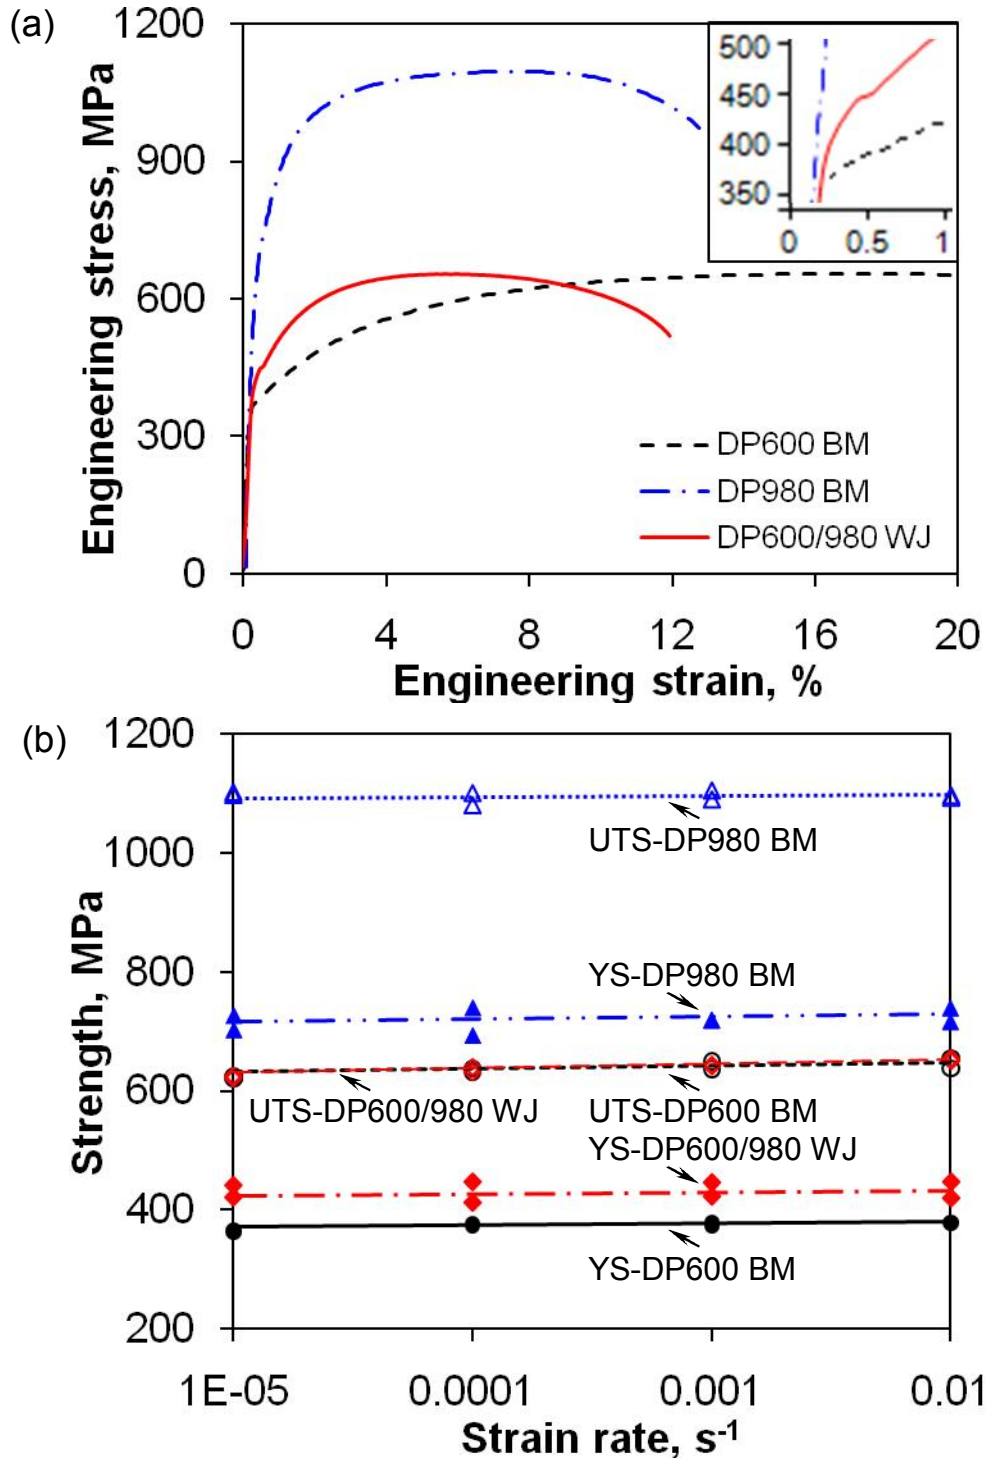 (a)
1200
900
600
300
0
Engineering stress, MPa
500
450
400
350
0 0.5 1
DP600 BM
DP980 BM
DP600/980 WJ
0 4 8 12 16 20
Engineering strain, %
(b)
1200
1000
800
600
400
200
Strength, MPa
UTS-DP980 BM
YS-DP980 BM
UTS-DP600/980 WJ
UTS-DP600 BM
YS-DP600/980 WJ
YS-DP600 BM
1E-05 0.0001 0.001 0.01
Strain rate, s-1